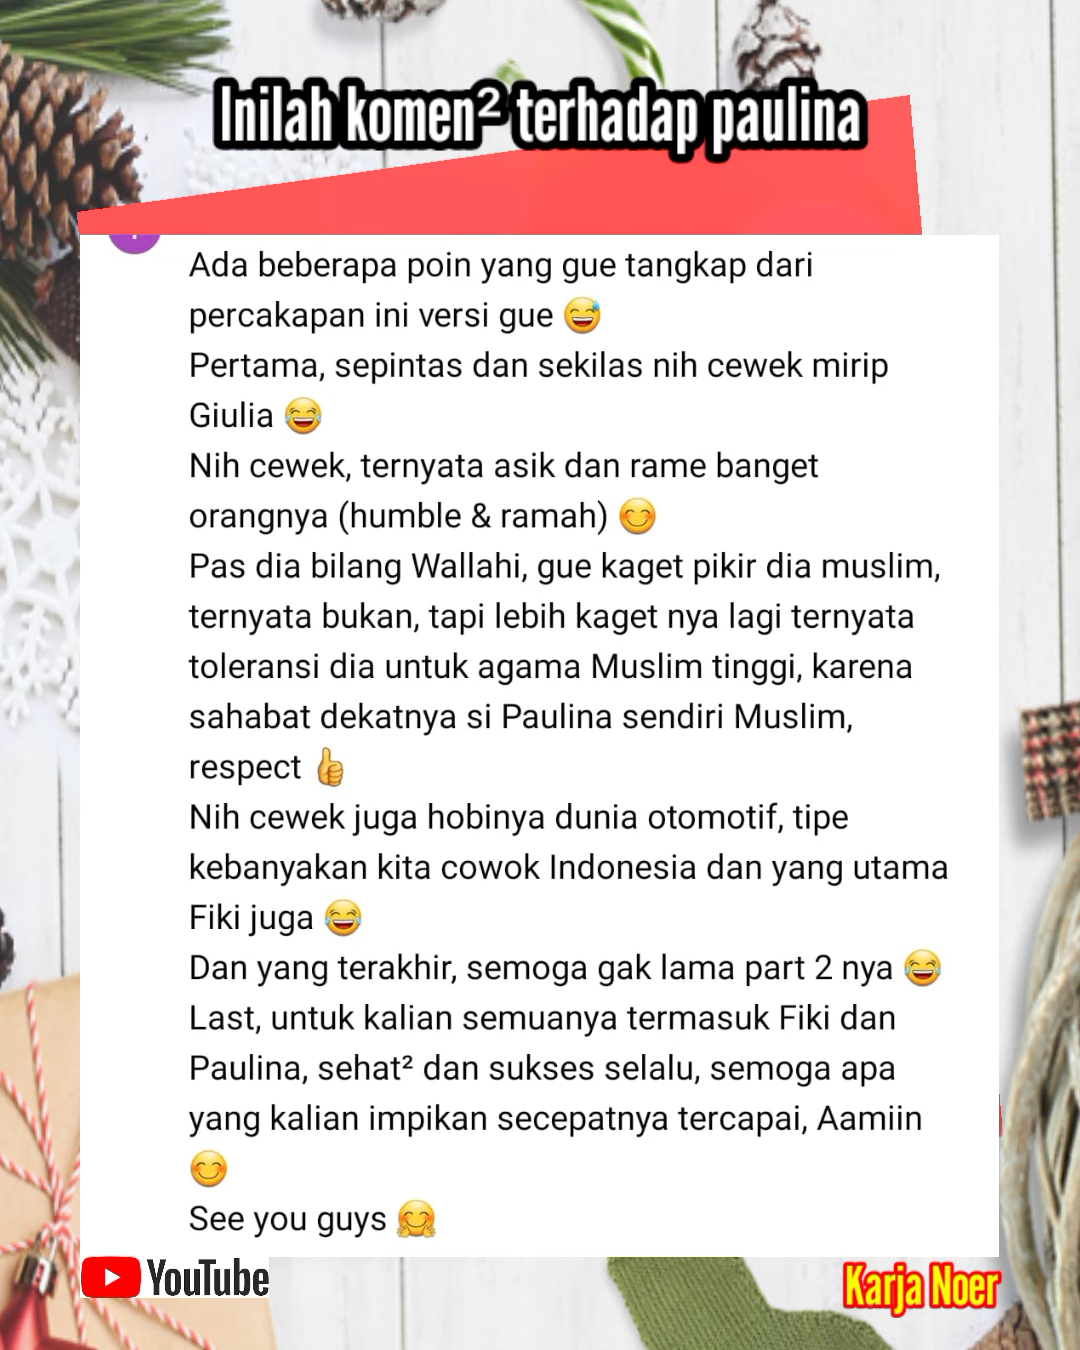 Inilah komen² terhadap paulina
Ada beberapa poin yang gue tangkap dari
percakapan ini versi gue 😅
Pertama, sepintas dan sekilas nih cewek mirip
Giulia 😂
Nih cewek, ternyata asik dan rame banget
orangnya (humble & ramah) 😊
Pas dia bilang Wallahi, gue kaget pikir dia muslim,
ternyata bukan, tapi lebih kaget nya lagi ternyata
toleransi dia untuk agama Muslim tinggi, karena
sahabat dekatnya si Paulina sendiri Muslim,
respect 👍
Nih cewek juga hobinya dunia otomotif, tipe
kebanyakan kita cowok Indonesia dan yang utama
Fiki juga 😂
Dan yang terakhir, semoga gak lama part 2 nya 😂
Last, untuk kalian semuanya termasuk Fiki dan
Paulina, sehat² dan sukses selalu, semoga apa
yang kalian impikan secepatnya tercapai, Aamiin
😊
See you guys 🤗
YouTube
Karja Noer